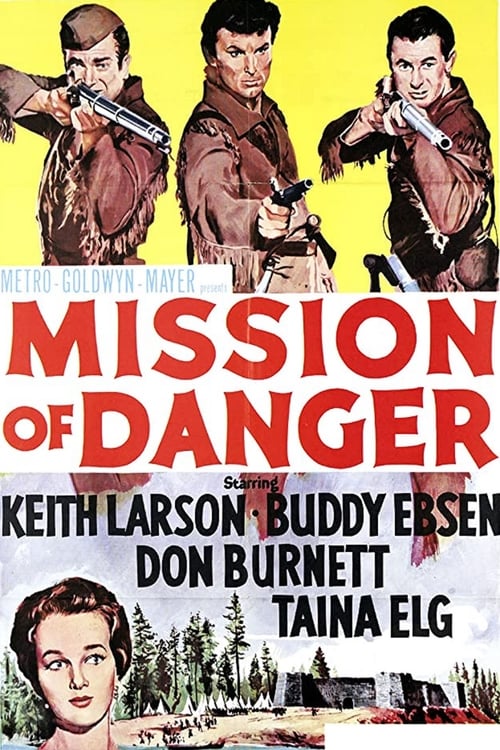 METRO - GOLDWYN - MAYER presents
MISSION
OF DANGER
Starring
KEITH LARSON · BUDDY EBSEN
DON BURNETT
TAINA ELG